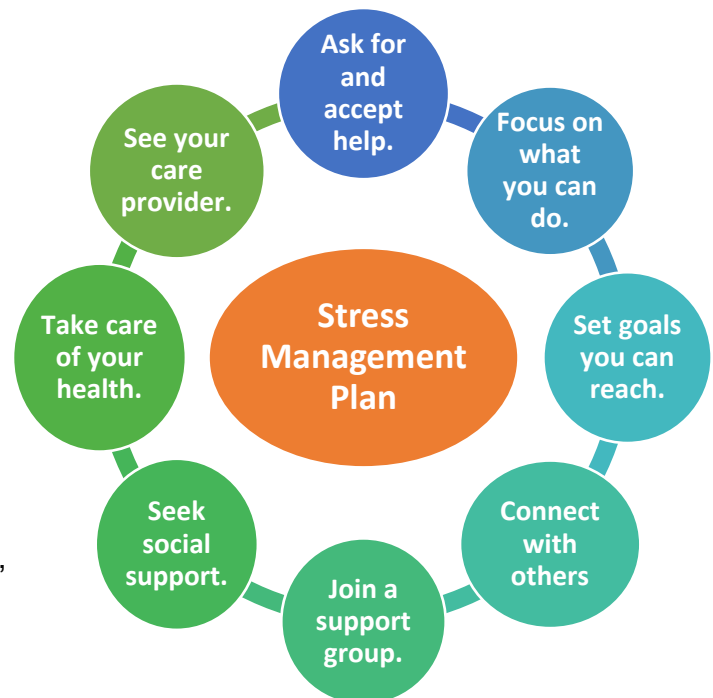 Ask for
and
accept
help.
Focus on
what
you can
do.
Set goals
you can
reach.
Connect
with
others
Join a
support
group.
Seek
social
support.
Take care
of your
health.
See your
care
provider.
Stress
Management
Plan
,